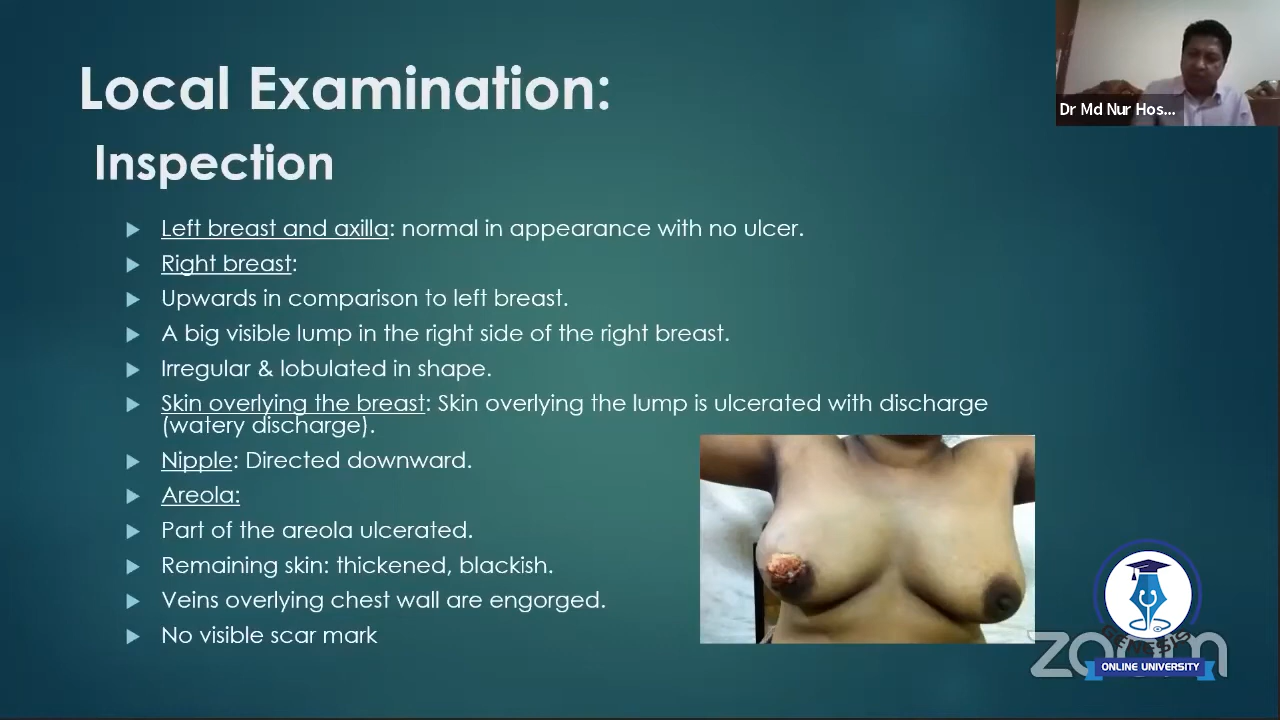 Local Examination:
Dr Md Nur Hos...
Inspection
Left breast and axilla: normal in appearance with no ulcer.
Right breast:
Upwards in comparison to left breast.
A big visible lump in the right side of the right breast.
Irregular & lobulated in shape.
Skin overlying the breast: Skin overlying the lump is ulcerated with discharge
(watery discharge).
Nipple: Directed downward.
Areola:
Part of the areola ulcerated.
Remaining skin: thickened, blackish.
Veins overlying chest wall are engorged.
No visible scar mark
GENESIS
zoom
ONLINE UNIVERSITY